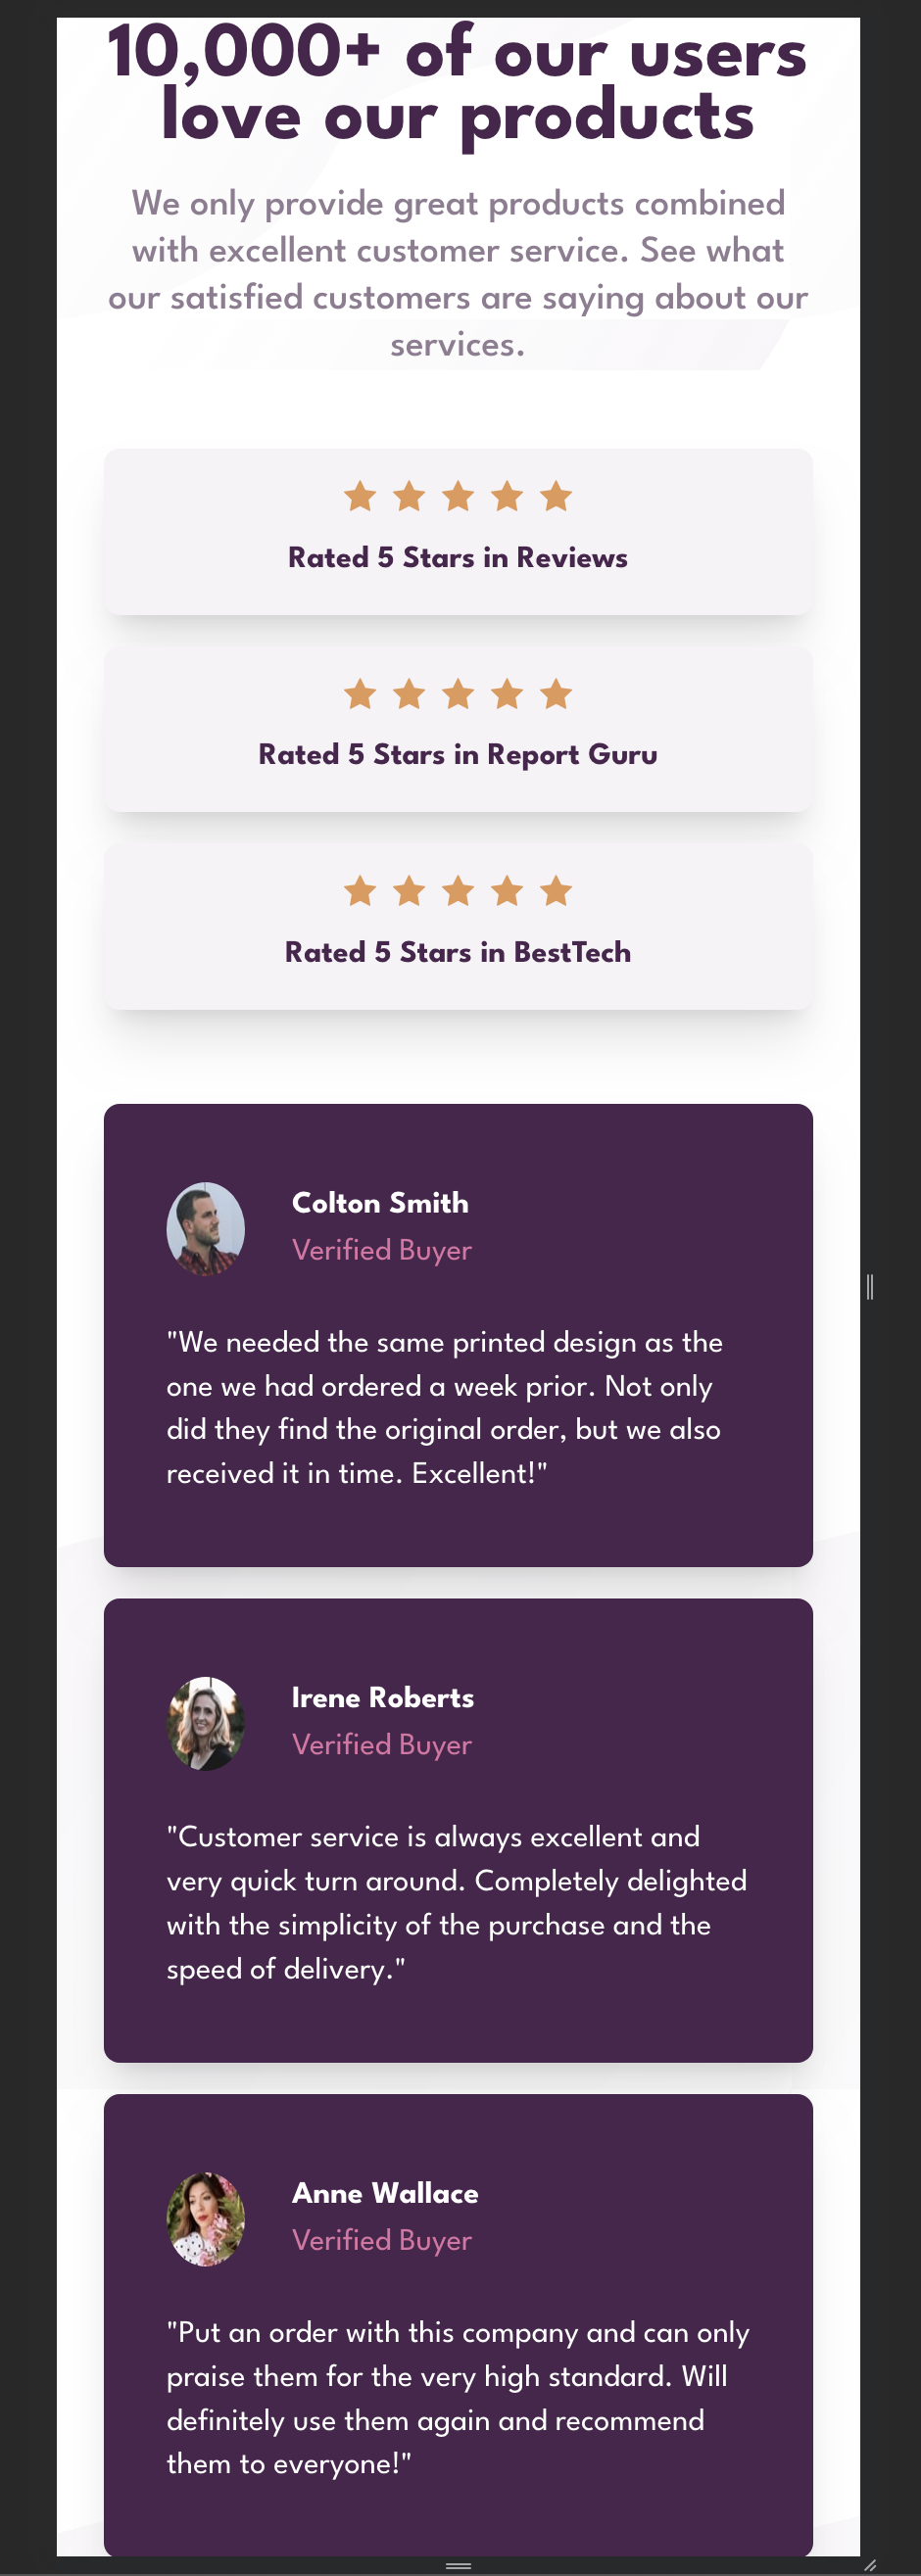 10,000+ of our users
love our products
We only provide great products combined
with excellent customer service. See what
our satisfied customers are saying about our
services.
Rated 5 Stars in Reviews
Rated 5 Stars in Report Guru
Rated 5 Stars in BestTech
Colton Smith
Verified Buyer
"We needed the same printed design as the
one we had ordered a week prior. Not only
did they find the original order, but we also
received it in time. Excellent!"
Irene Roberts
Verified Buyer
"Customer service is always excellent and
very quick turn around. Completely delighted
with the simplicity of the purchase and the
speed of delivery."
Anne Wallace
Verified Buyer
"Put an order with this company and can only
praise them for the very high standard. Will
definitely use them again and recommend
them to everyone!"